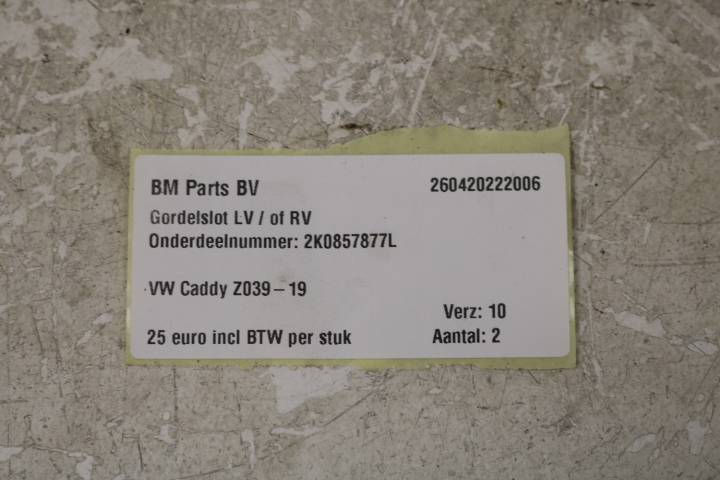 BM Parts BV 260420222006
Gordelslot LV / of RV
Onderdeelnummer: 2K0857877L
VW Caddy Z039-19
Verz: 10
25 euro incl BTW per stuk Aantal: 2